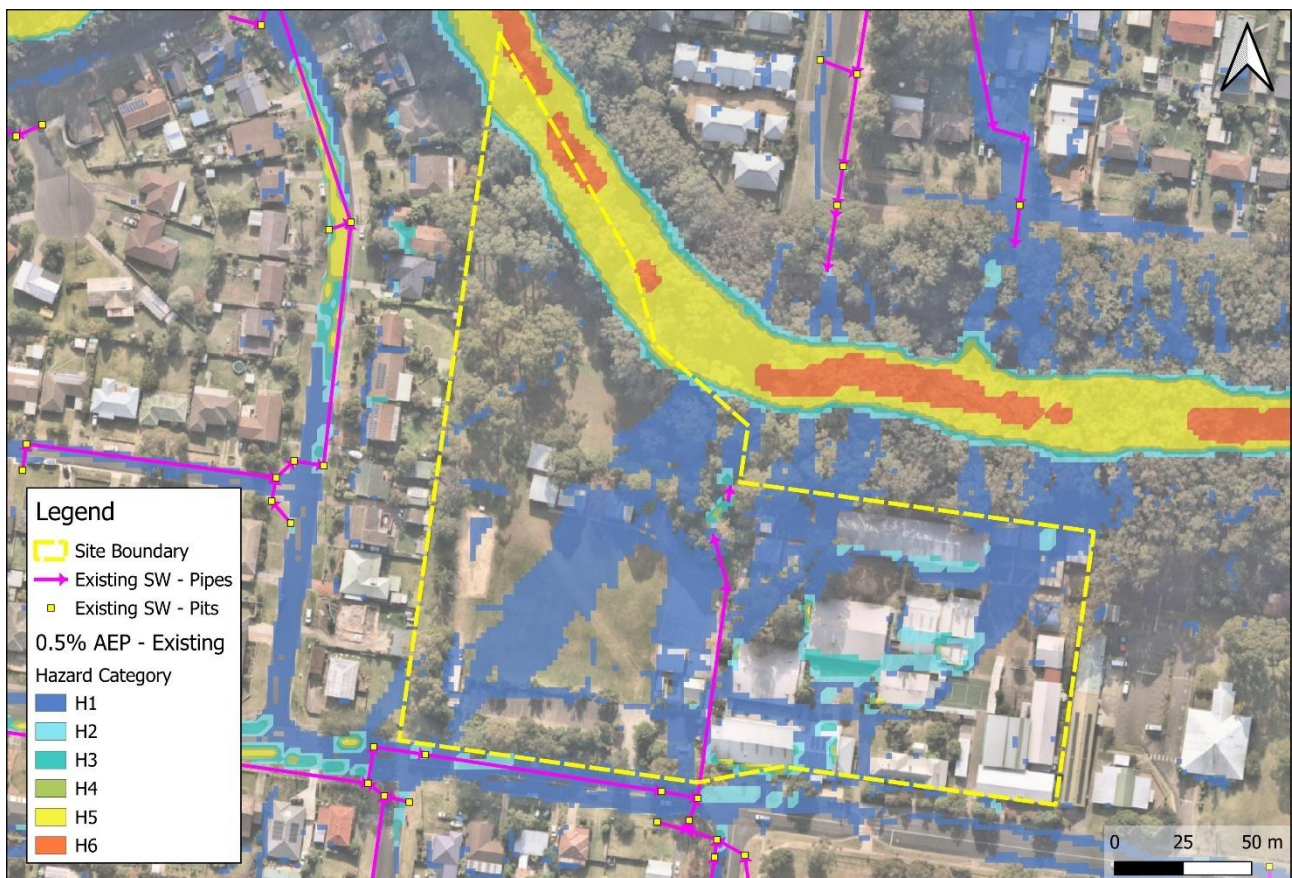 Legend
Site Boundary
Existing SW - Pipes
Existing SW - Pits
0.5% AEP - Existing
Hazard Category
H1
H2
H3
H4
H5
H6
0 25 50 m